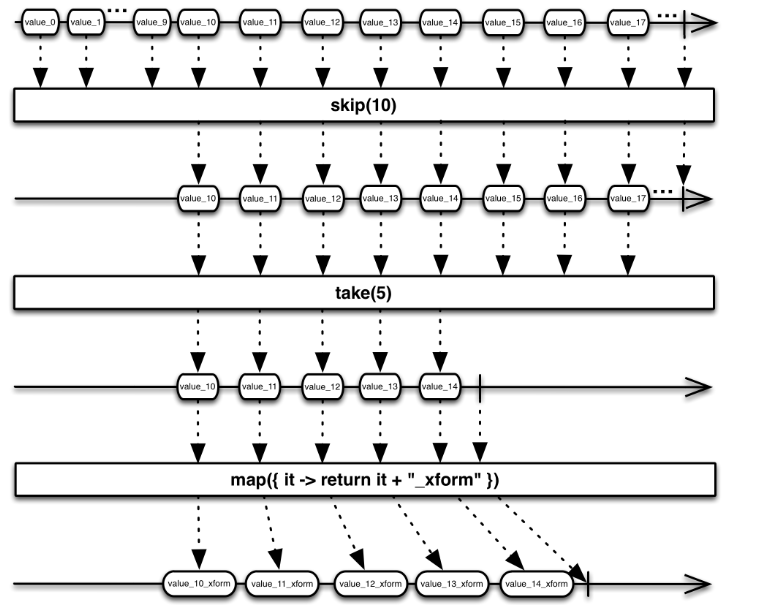 value_0 value_1 ... value_9 value_10 value_11 value_12 value_13 value_14 value_15 value_16 value_17 ...
skip(10)
value_10 value_11 value_12 value_13 value_14 value_15 value_16 value_17 ...
take(5)
value_10 value_11 value_12 value_13 value_14
map({ it -> return it + "_xform" })
value_10_xform value_11_xform value_12_xform value_13_xform value_14_xform